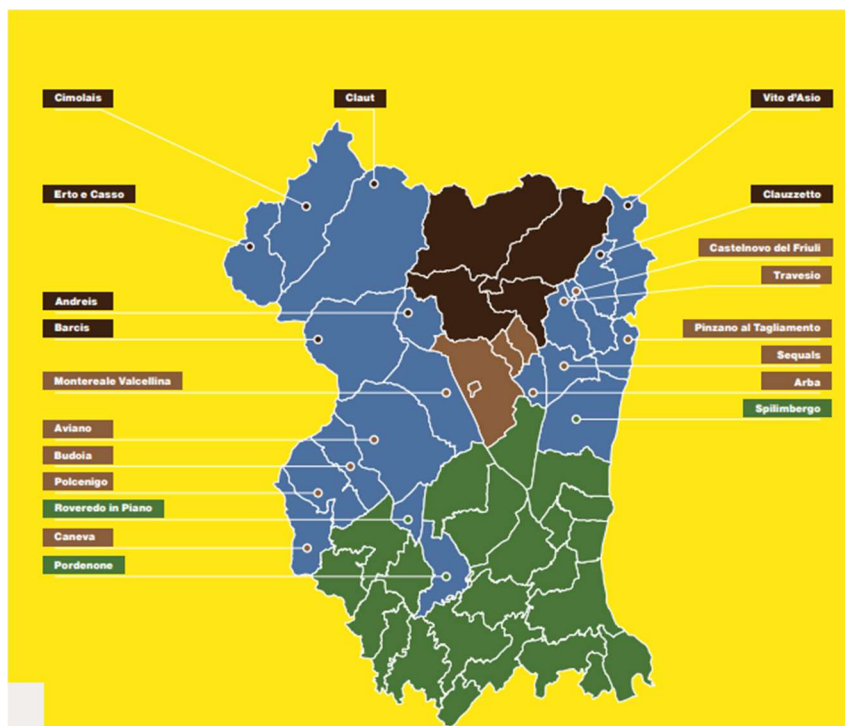 Cimolais
Claut
Vito d'Asio
Erto e Casso
Clauzzetto
Castelnovo del Friuli
Travesio
Andreis
Barcis
Pinzano al Tagliamento
Sequals
Montereale Valcellina
Arba
Spilimbergo
Aviano
Budoia
Polcenigo
Roveredo in Piano
Caneva
Pordenone